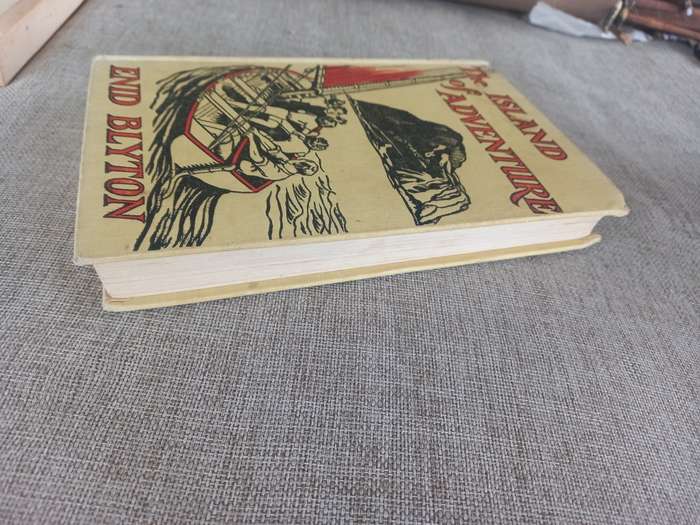 The ISLAND
of ADVENTURE
ENID BLYTON